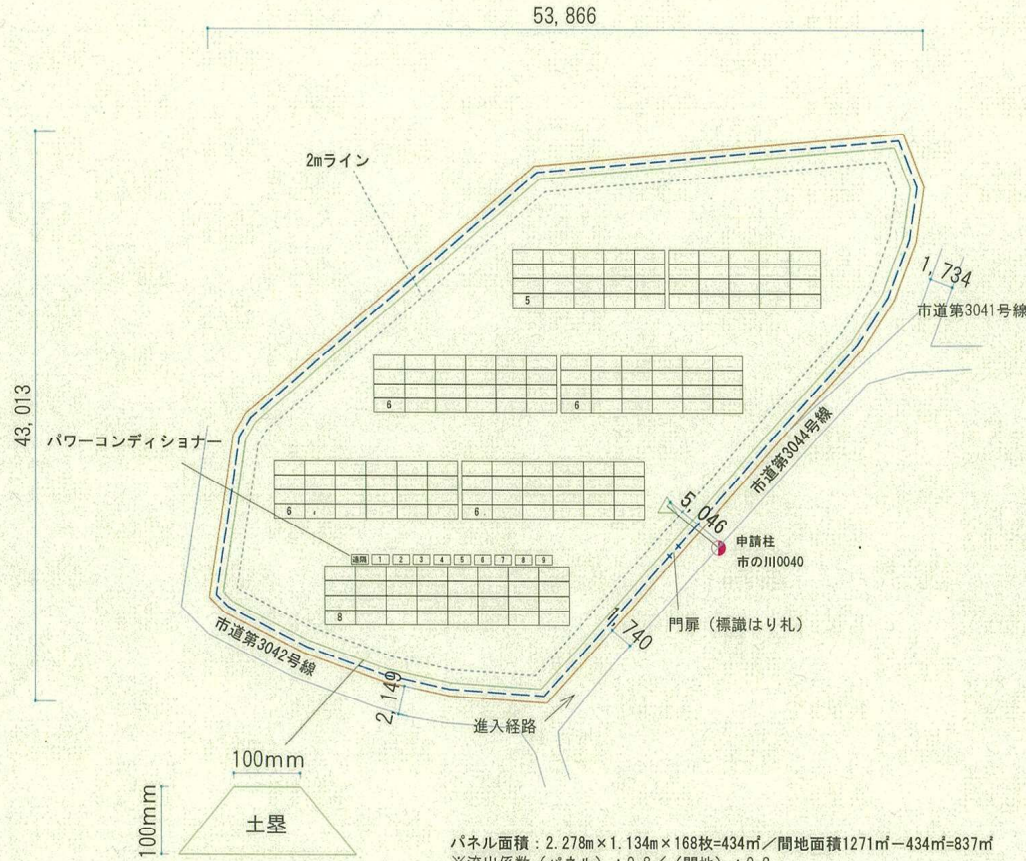 53,866
2mライン
1,734
市道第3041号線
5
43,013
6
6
パワーコンディショナー
市道第3044号線
6
6
5,046
申請柱
市の川0040
遠隔 1 2 3 4 5 6 7 8 9
8
門扉（標識はり札）
740
市道第3042号線
2,149
進入経路
100mm
100mm
土塁
パネル面積：2.278m×1.134m×168枚=434㎡／間地面積1271㎡－434㎡=837㎡